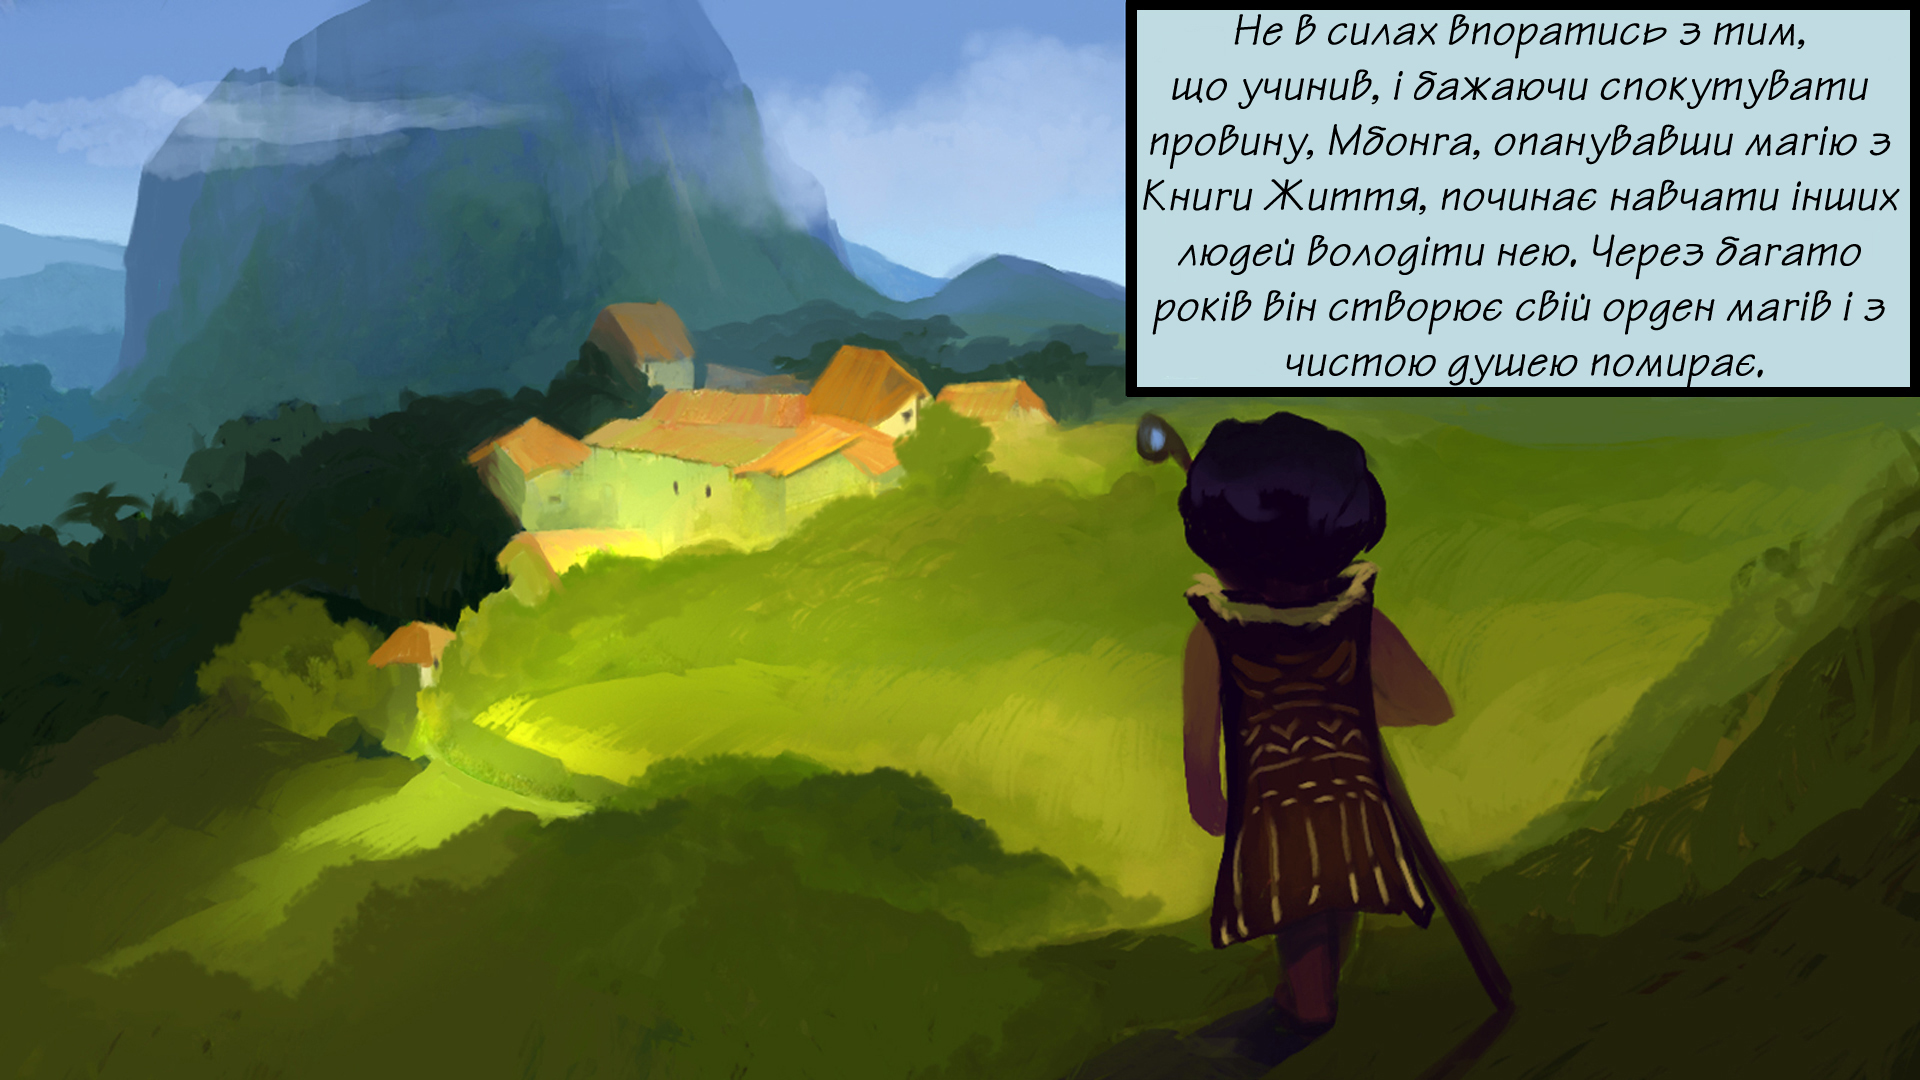 Не в силах впоратись з тим,
що учинив, і бажаючи спокутувати
провину, Мбонга, опанувавши магію з
Книги Життя, починає навчати інших
людей володіти нею. Через багато
років він створює свій орден магів і з
чистою душею помирає.